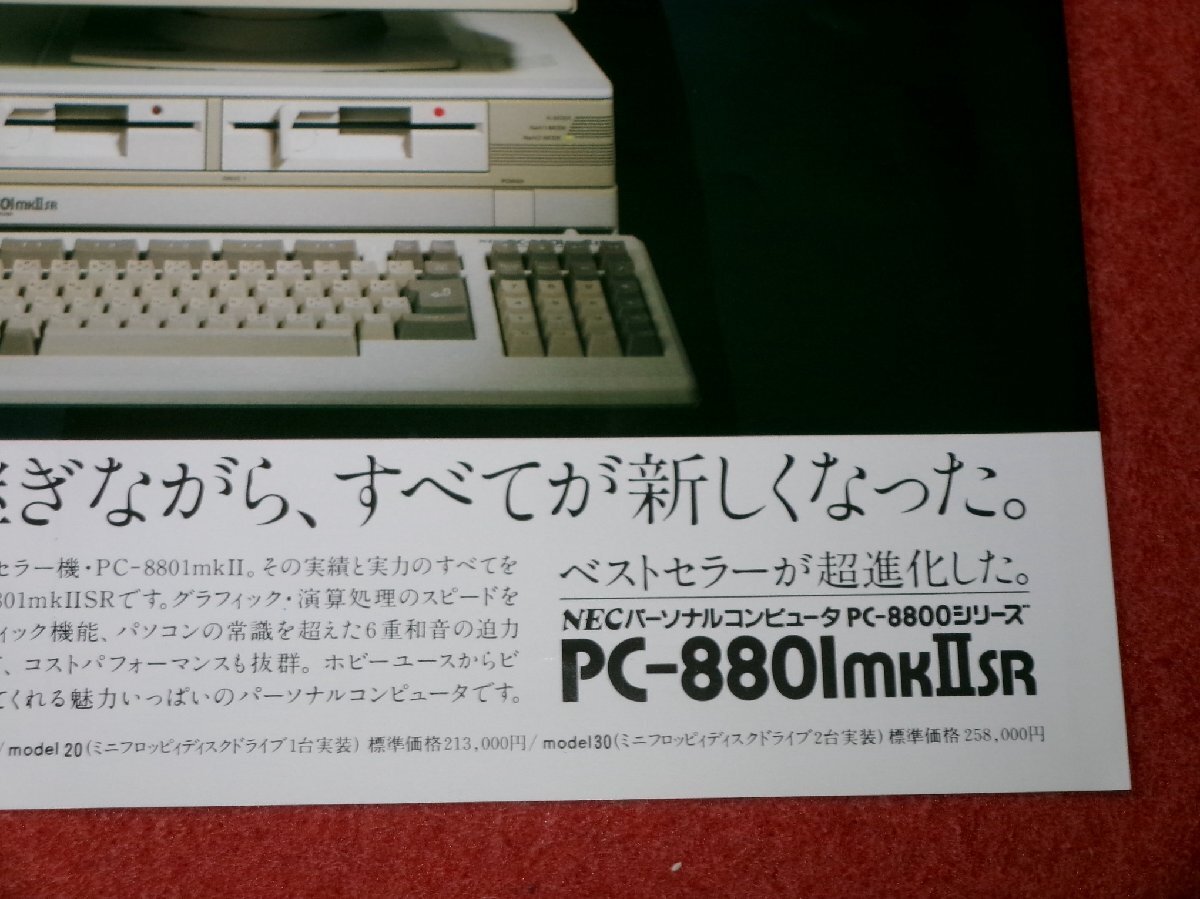 01mkIISR
N-MODE
POWER
ぎながら、すべてが新しくなった。
セラー機・PC-8801mkII。その実績と実力のすべてを
801mkIISRです。グラフィック・演算処理のスピードを
ィック機能、パソコンの常識を超えた6重和音の迫力
、コストパフォーマンスも抜群。ホビーユースからビ
てくれる魅力いっぱいのパーソナルコンピュータです。
ベストセラーが超進化した。
NECパーソナルコンピュータ PC-8800シリーズ
PC-8801mkIISR
/model 20(ミニフロッピィディスクドライブ1台実装) 標準価格213,000円/model30(ミニフロッピィディスクドライブ2台実装) 標準価格 258,000円